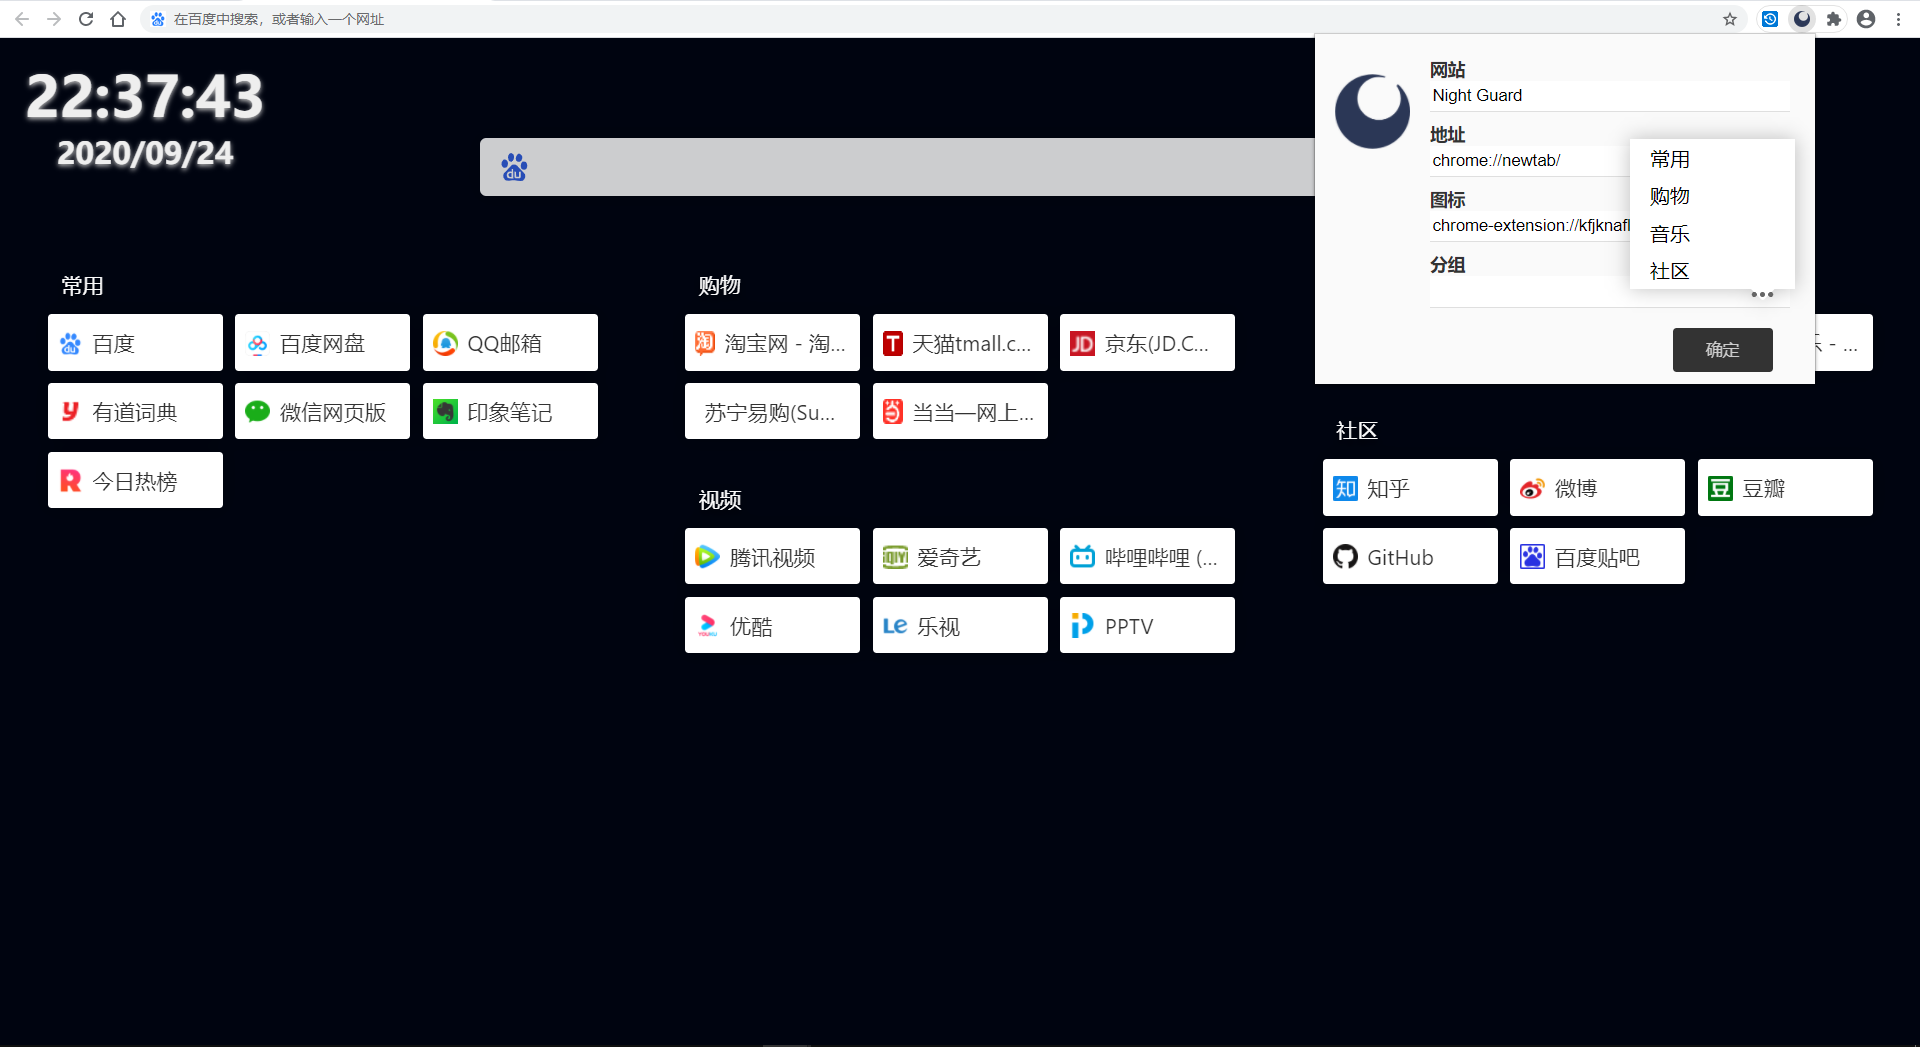 在百度中搜索，或者输入一个网址
22:37:43
2020/09/24
du
网站
Night Guard
地址
chrome://newtab/
图标
chrome-extension://kfjknafl
分组
常用
购物
音乐
社区
确定
常用
百度
百度网盘
QQ邮箱
有道词典
微信网页版
印象笔记
今日热榜
购物
淘宝网 - 淘...
天猫tmall.c...
京东(JD.C...
苏宁易购(Su...
当当—网上...
视频
腾讯视频
爱奇艺
哔哩哔哩 (...
优酷
乐视
PPTV
- ...
社区
知乎
微博
豆瓣
GitHub
百度贴吧